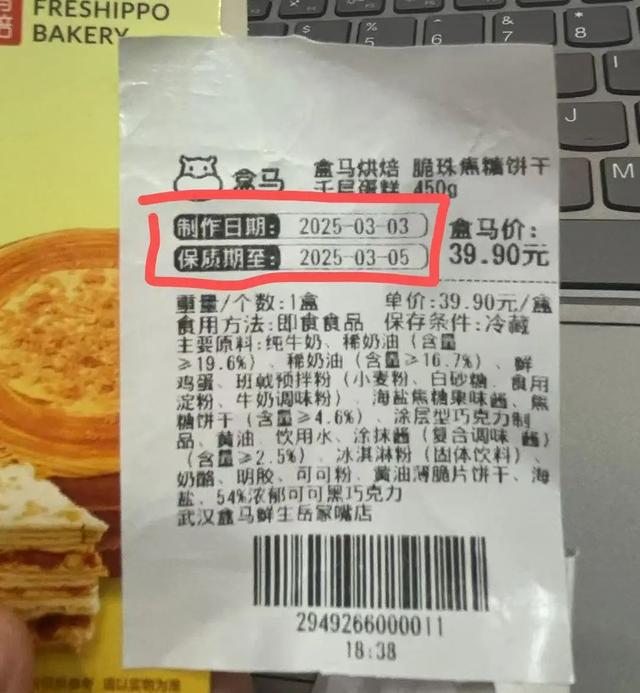 FRESHIPPO
BAKERY
盒马
盒马烘焙 脆珠焦糖饼干
千层蛋糕 450g
制作日期: 2025-03-03
保质期至: 2025-03-05
盒马价:
39.90元
重量/个数:1盒 单价:39.90元/盒
食用方法:即食食品 保存条件:冷藏
主要原料:纯牛奶、稀奶油(含量
≥19.6%)、稀奶油(含量≥16.7%)、鲜
鸡蛋、班戟预拌粉(小麦粉、白砂糖、食用
淀粉、牛奶调味粉)、海盐焦糖果味酱、焦
糖饼干(含量≥4.6%)、涂层型巧克力制
品、黄油、饮用水、涂抹酱(复合调味 酱)
(含量≥2.5%)、冰淇淋粉(固体饮料)、
奶酪、明胶、可可粉、黄油薄脆片饼干、海
盐、54%浓郁可可黑巧克力
武汉盒马鲜生岳家嘴店
2949266000011
18:38
$
%
5
^
6
&
7
*
8
I
J
M
请以实物为准